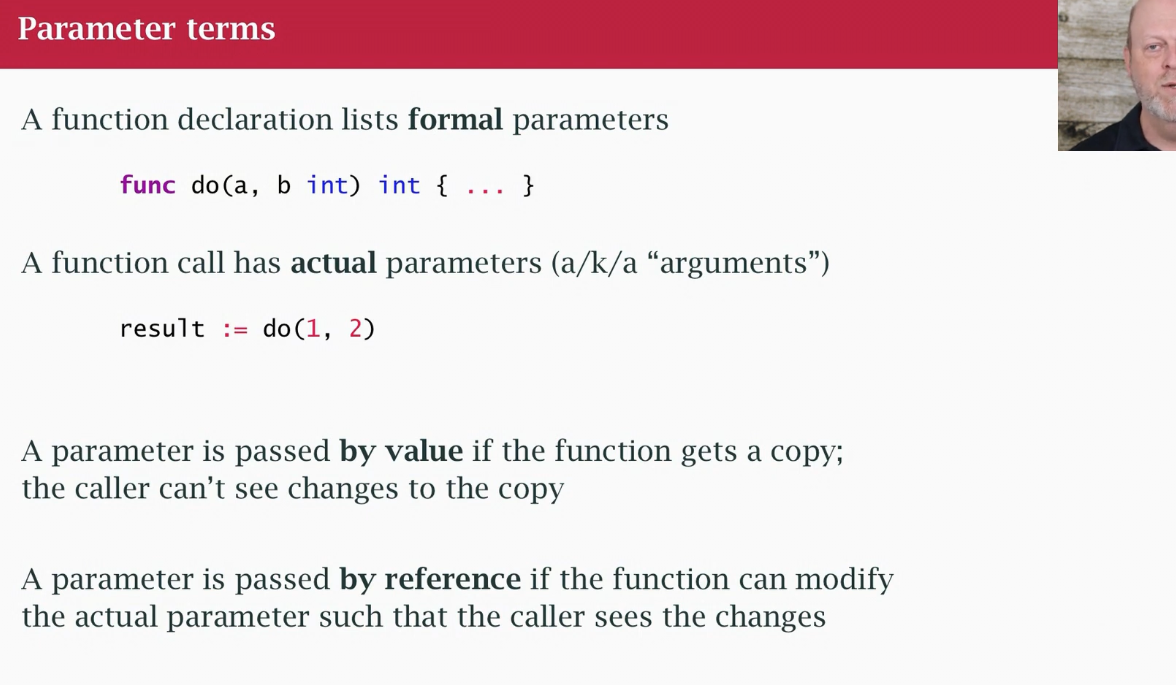 Parameter terms
A function declaration lists formal parameters
func do(a, b int) int { ... }
A function call has actual parameters (a/k/a “arguments”)
result := do(1, 2)
A parameter is passed by value if the function gets a copy;
the caller can’t see changes to the copy
A parameter is passed by reference if the function can modify
the actual parameter such that the caller sees the changes